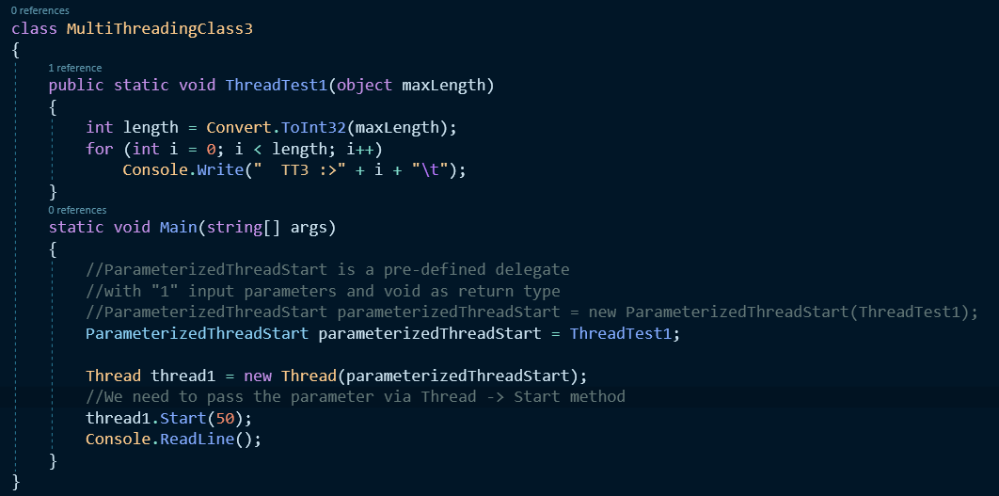 0 references
class MultiThreadingClass3
{
1 reference
public static void ThreadTest1(object maxLength)
{
int length = Convert.ToInt32(maxLength);
for (int i = 0; i < length; i++)
Console.Write("  TT3 :>" + i + "\t");
}
0 references
static void Main(string[] args)
{
//ParameterizedThreadStart is a pre-defined delegate
//with "1" input parameters and void as return type
//ParameterizedThreadStart parameterizedThreadStart = new ParameterizedThreadStart(ThreadTest1);
ParameterizedThreadStart parameterizedThreadStart = ThreadTest1;
Thread thread1 = new Thread(parameterizedThreadStart);
//We need to pass the parameter via Thread -> Start method
thread1.Start(50);
Console.ReadLine();
}
}